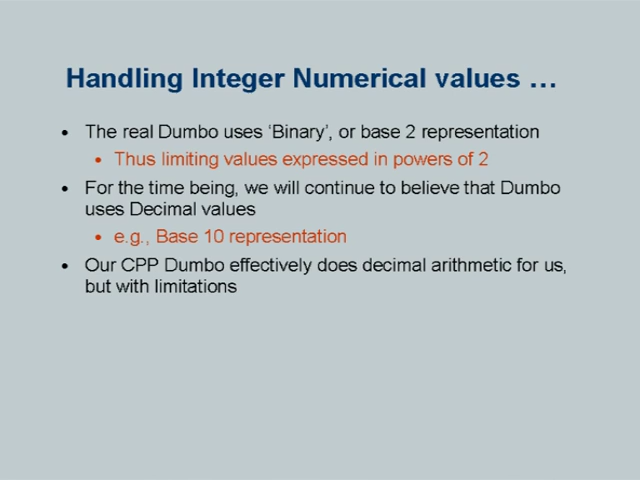 Handling Integer Numerical values …
• The real Dumbo uses ‘Binary’, or base 2 representation
• Thus limiting values expressed in powers of 2
• For the time being, we will continue to believe that Dumbo
uses Decimal values
• e.g., Base 10 representation
• Our CPP Dumbo effectively does decimal arithmetic for us,
but with limitations